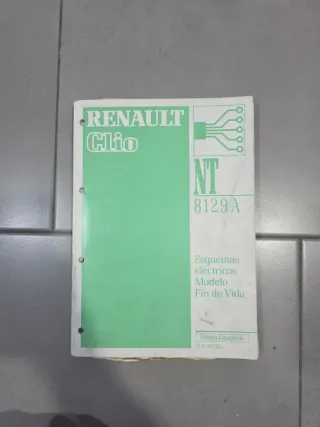 RENAULT
Clio
NT
8129A
Esquemas
eléctricos
Modelo
Fin de Vida